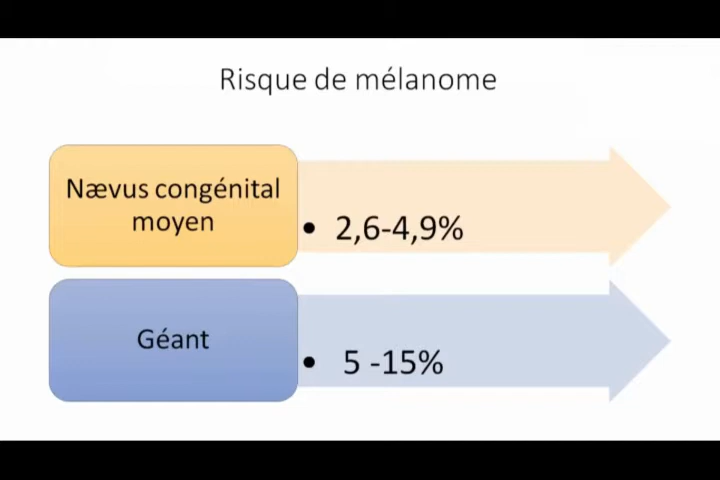 Risque de mélanome
Nævus congénital
moyen
• 2,6-4,9%
Géant
• 5 -15%